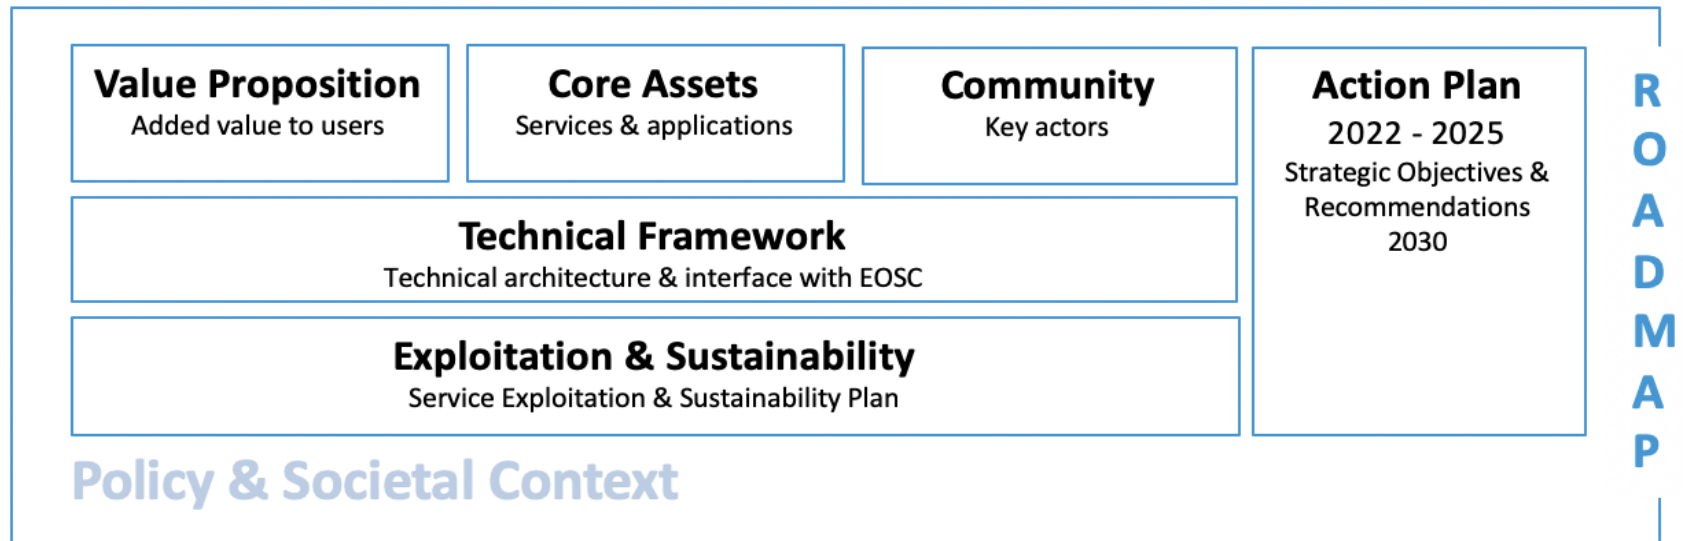 Value Proposition
Added value to users
Core Assets
Services & applications
Community
Key actors
Action Plan
2022 - 2025
Strategic Objectives &
Recommendations
2030
Technical Framework
Technical architecture & interface with EOSC
Exploitation & Sustainability
Service Exploitation & Sustainability Plan
Policy & Societal Context
ROADMAP